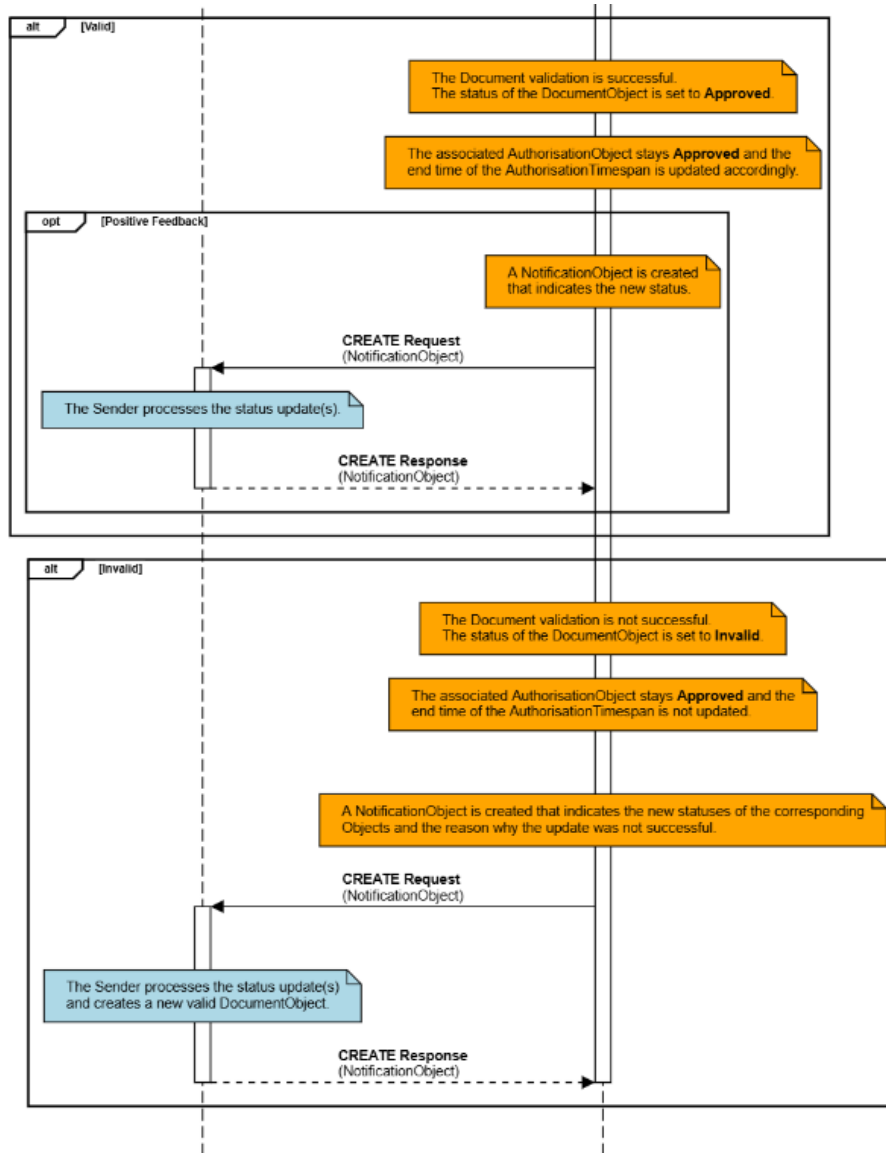 alt [Valid]
The Document validation is successful.
The status of the DocumentObject is set to Approved.
The associated AuthorisationObject stays Approved and the
end time of the AuthorisationTimespan is updated accordingly.
opt [Positive Feedback]
A NotificationObject is created
that indicates the new status.
CREATE Request
(NotificationObject)
The Sender processes the status update(s).
CREATE Response
(NotificationObject)
alt [Invalid]
The Document validation is not successful.
The status of the DocumentObject is set to Invalid.
The associated AuthorisationObject stays Approved and the
end time of the AuthorisationTimespan is not updated.
A NotificationObject is created that indicates the new statuses of the corresponding
Objects and the reason why the update was not successful.
CREATE Request
(NotificationObject)
The Sender processes the status update(s)
and creates a new valid DocumentObject.
CREATE Response
(NotificationObject)